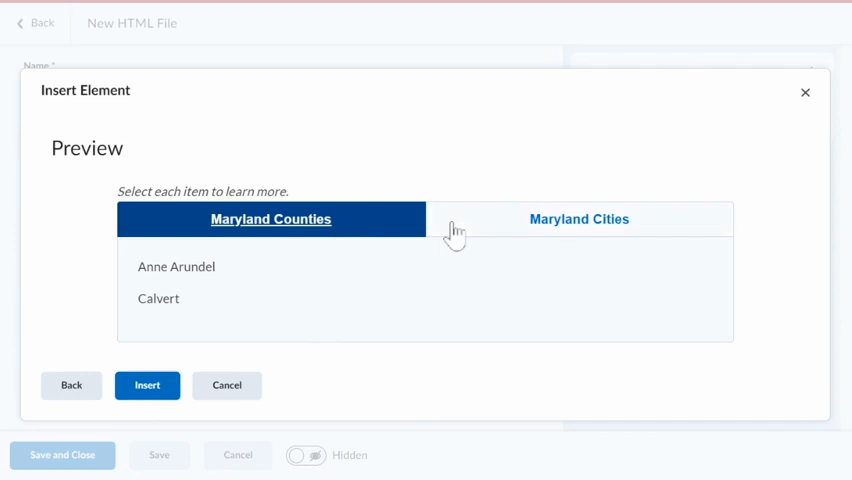 Back New HTML File
Name *
Insert Element
Preview
Select each item to learn more.
Maryland Counties Maryland Cities
Anne Arundel
Calvert
Back Insert Cancel
Save and Close Save Cancel Hidden